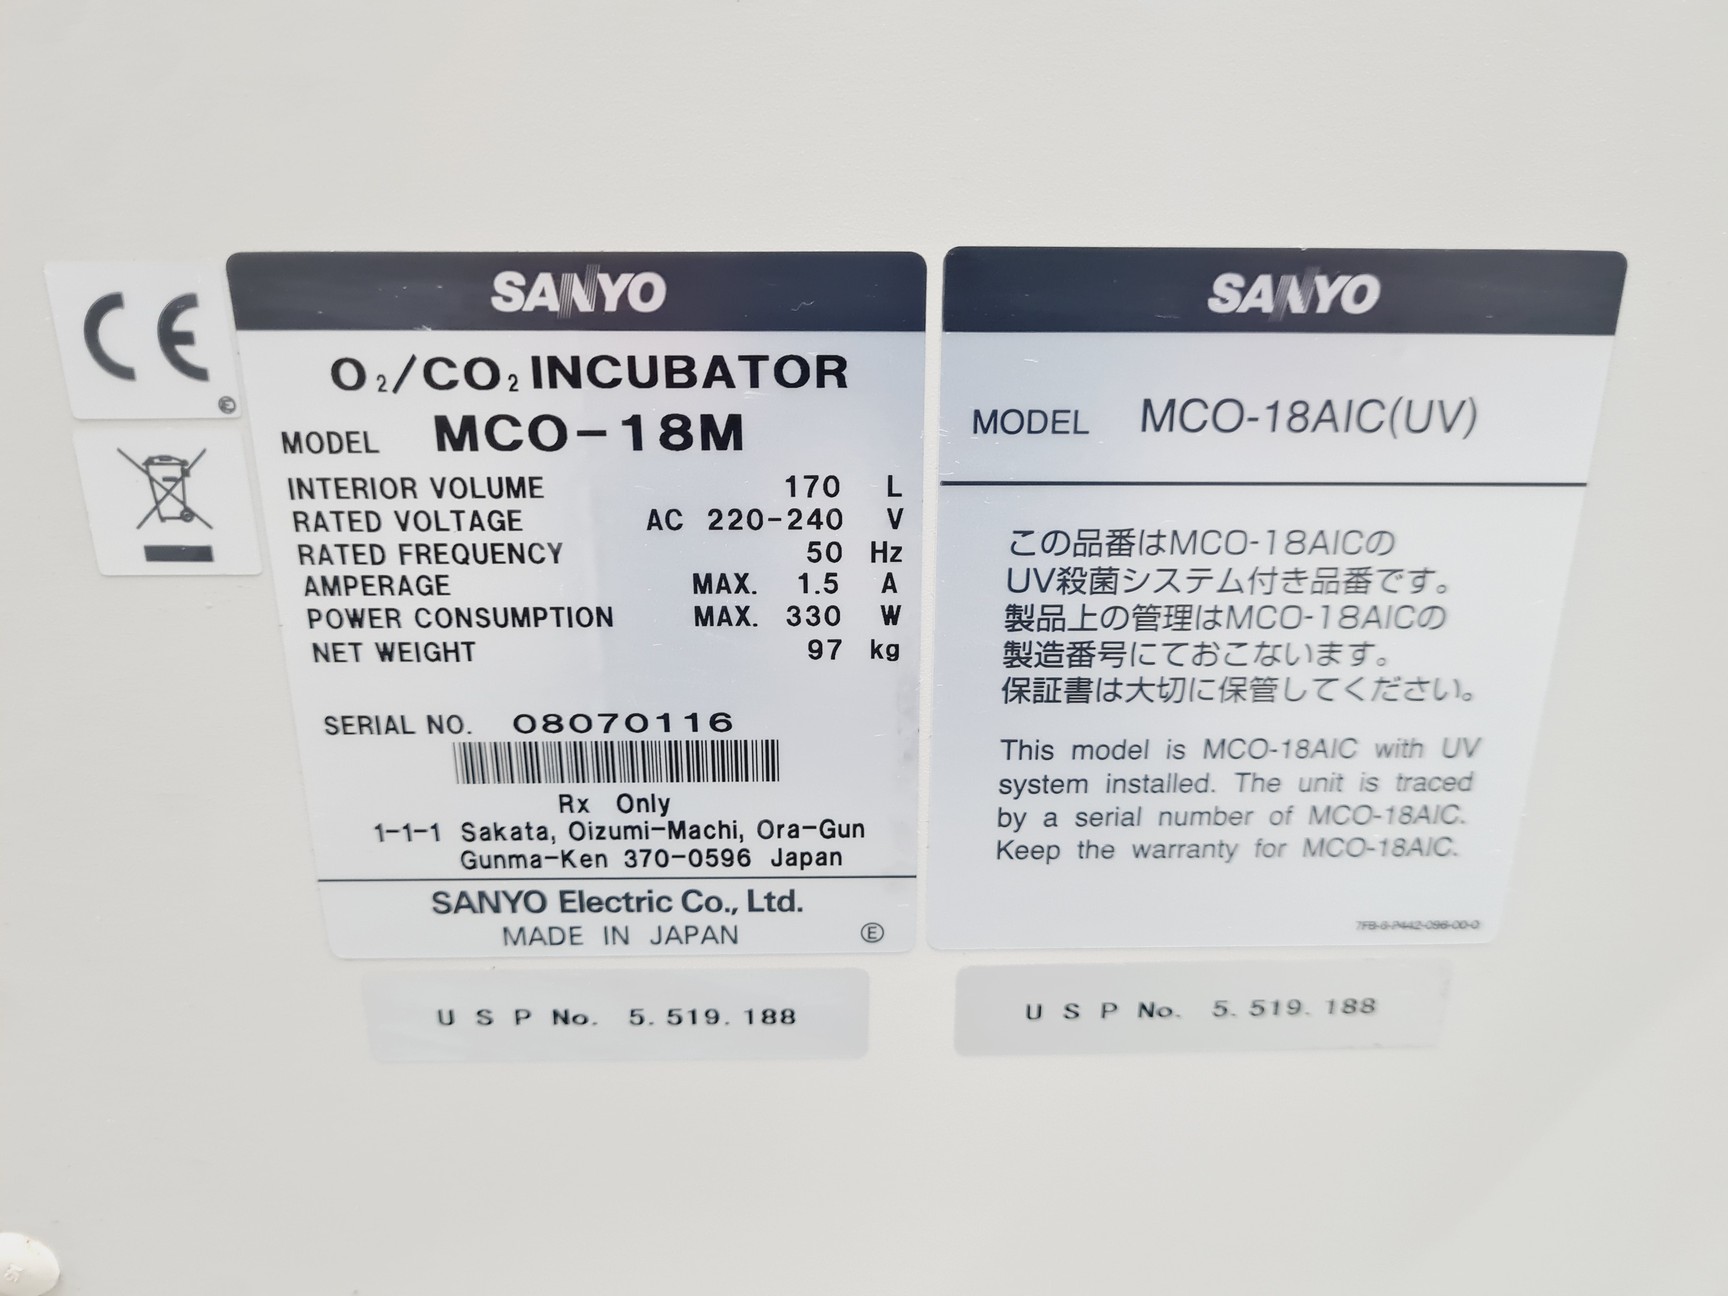 CE
Ⓔ
SANYO
O₂/CO₂ INCUBATOR
MODEL MCO-18M
INTERIOR VOLUME 170 L
RATED VOLTAGE AC 220-240 V
RATED FREQUENCY 50 Hz
AMPERAGE MAX. 1.5 A
POWER CONSUMPTION MAX. 330 W
NET WEIGHT 97 kg
SERIAL NO. 08070116
Rx Only
1-1-1 Sakata, Oizumi-Machi, Ora-Gun
Gunma-Ken 370-0596 Japan
SANYO Electric Co., Ltd.
MADE IN JAPAN Ⓔ
U S P No. 5. 519. 188
SANYO
MODEL MCO-18AIC(UV)
この品番はMCO-18AICの
UV殺菌システム付き品番です。
製品上の管理はMCO-18AICの
製造番号にておこないます。
保証書は大切に保管してください。
This model is MCO-18AIC with UV
system installed. The unit is traced
by a serial number of MCO-18AIC.
Keep the warranty for MCO-18AIC.
7FB-6-P442-096-00-0
U S P No. 5. 519. 188